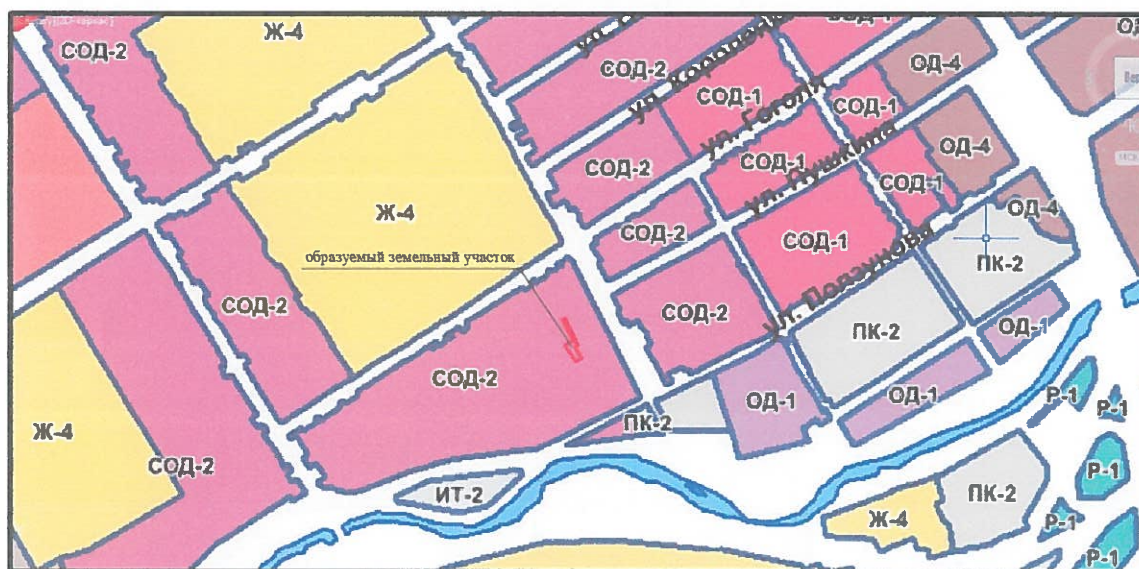 СОД-2
Ж-4
СОД-2
ул. Короленко
СОД-1
ул. Гоголя
СОД-1
ОД-4
СОД-2
СОД-1
ул. Пушкина
ОД-4
СОД-1
Ж-4
СОД-2
СОД-1
ОД-4
образуемый земельный участок
ул. Ползунова
ПК-2
СОД-2
СОД-2
ПК-2
ОД-1
СОД-2
ОД-1
ОД-1
Р-1
Р-1
Ж-4
ПК-2
СОД-2
Р-1
ИТ-2
ПК-2
Ж-4
Р-1
Р-1